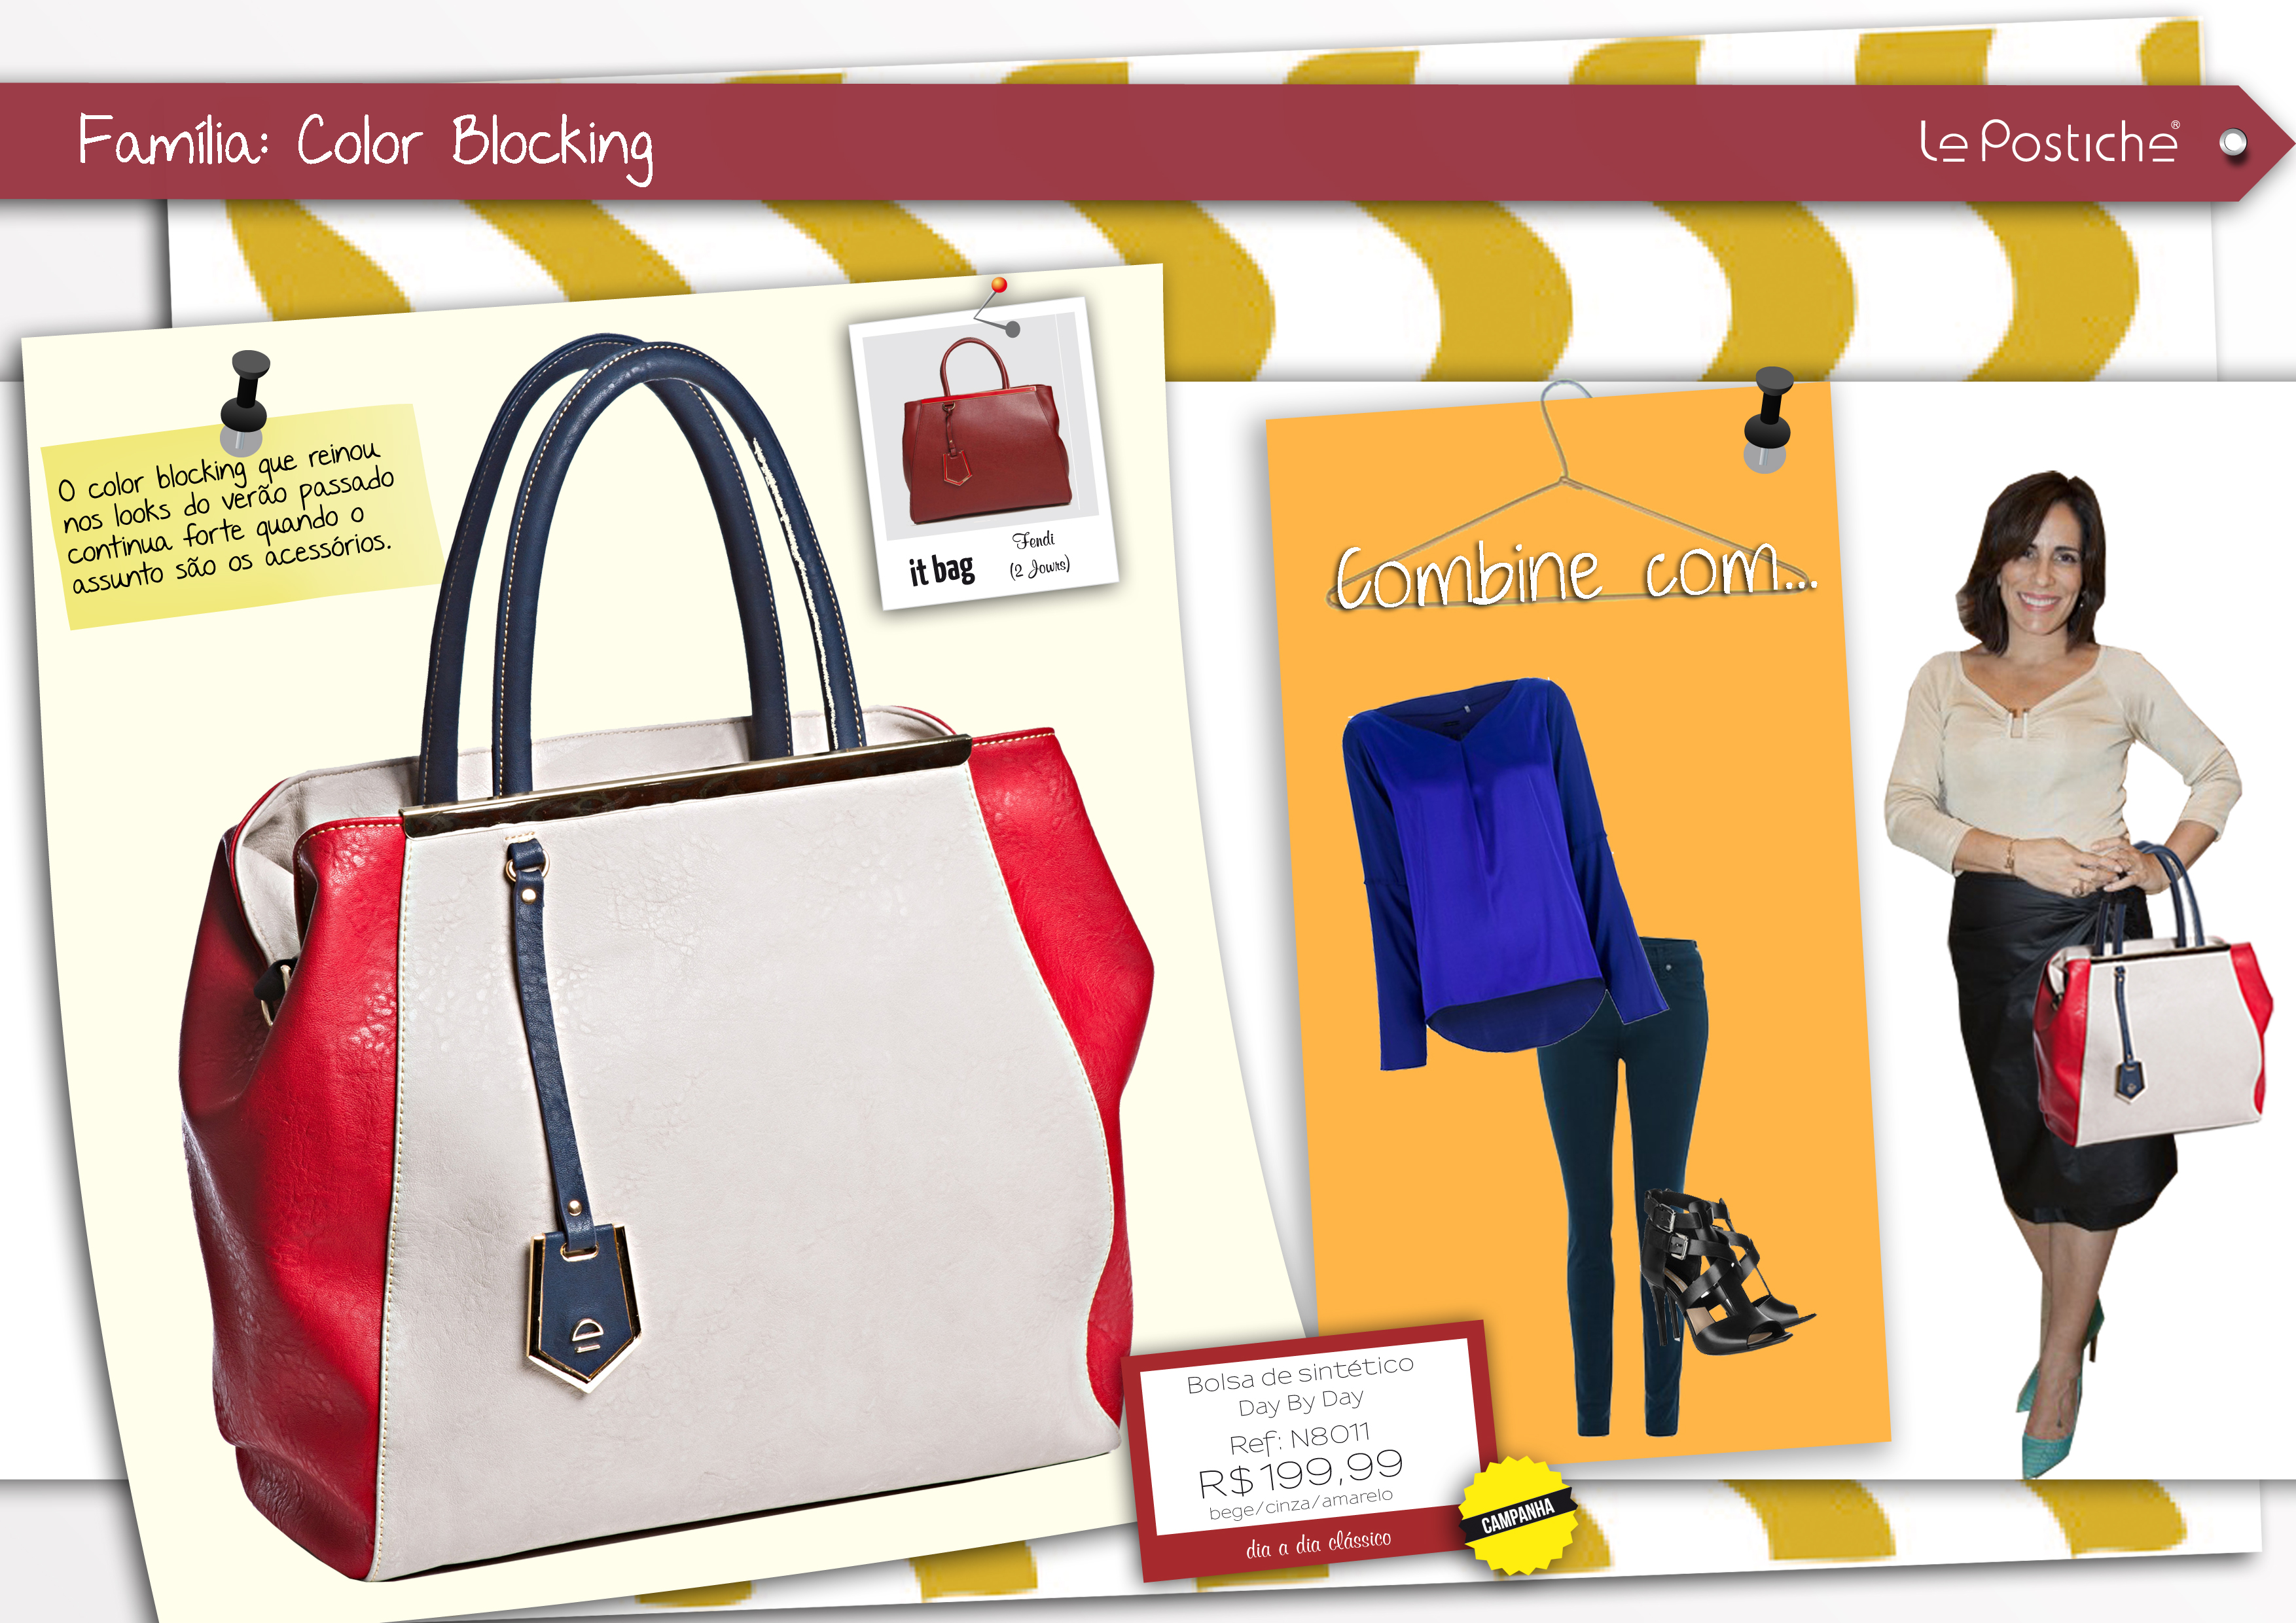 Família: Color Blocking
Le Postiche®
O color blocking que reinou
nos looks do verão passado
continua forte quando o
assunto são os acessórios.
it bag
Fendi
(2 Jours)
Combine com...
Bolsa de sintético
Day By Day
Ref: N8011
R$ 199,99
bege/cinza/amarelo
dia a dia clássico
CAMPANHA